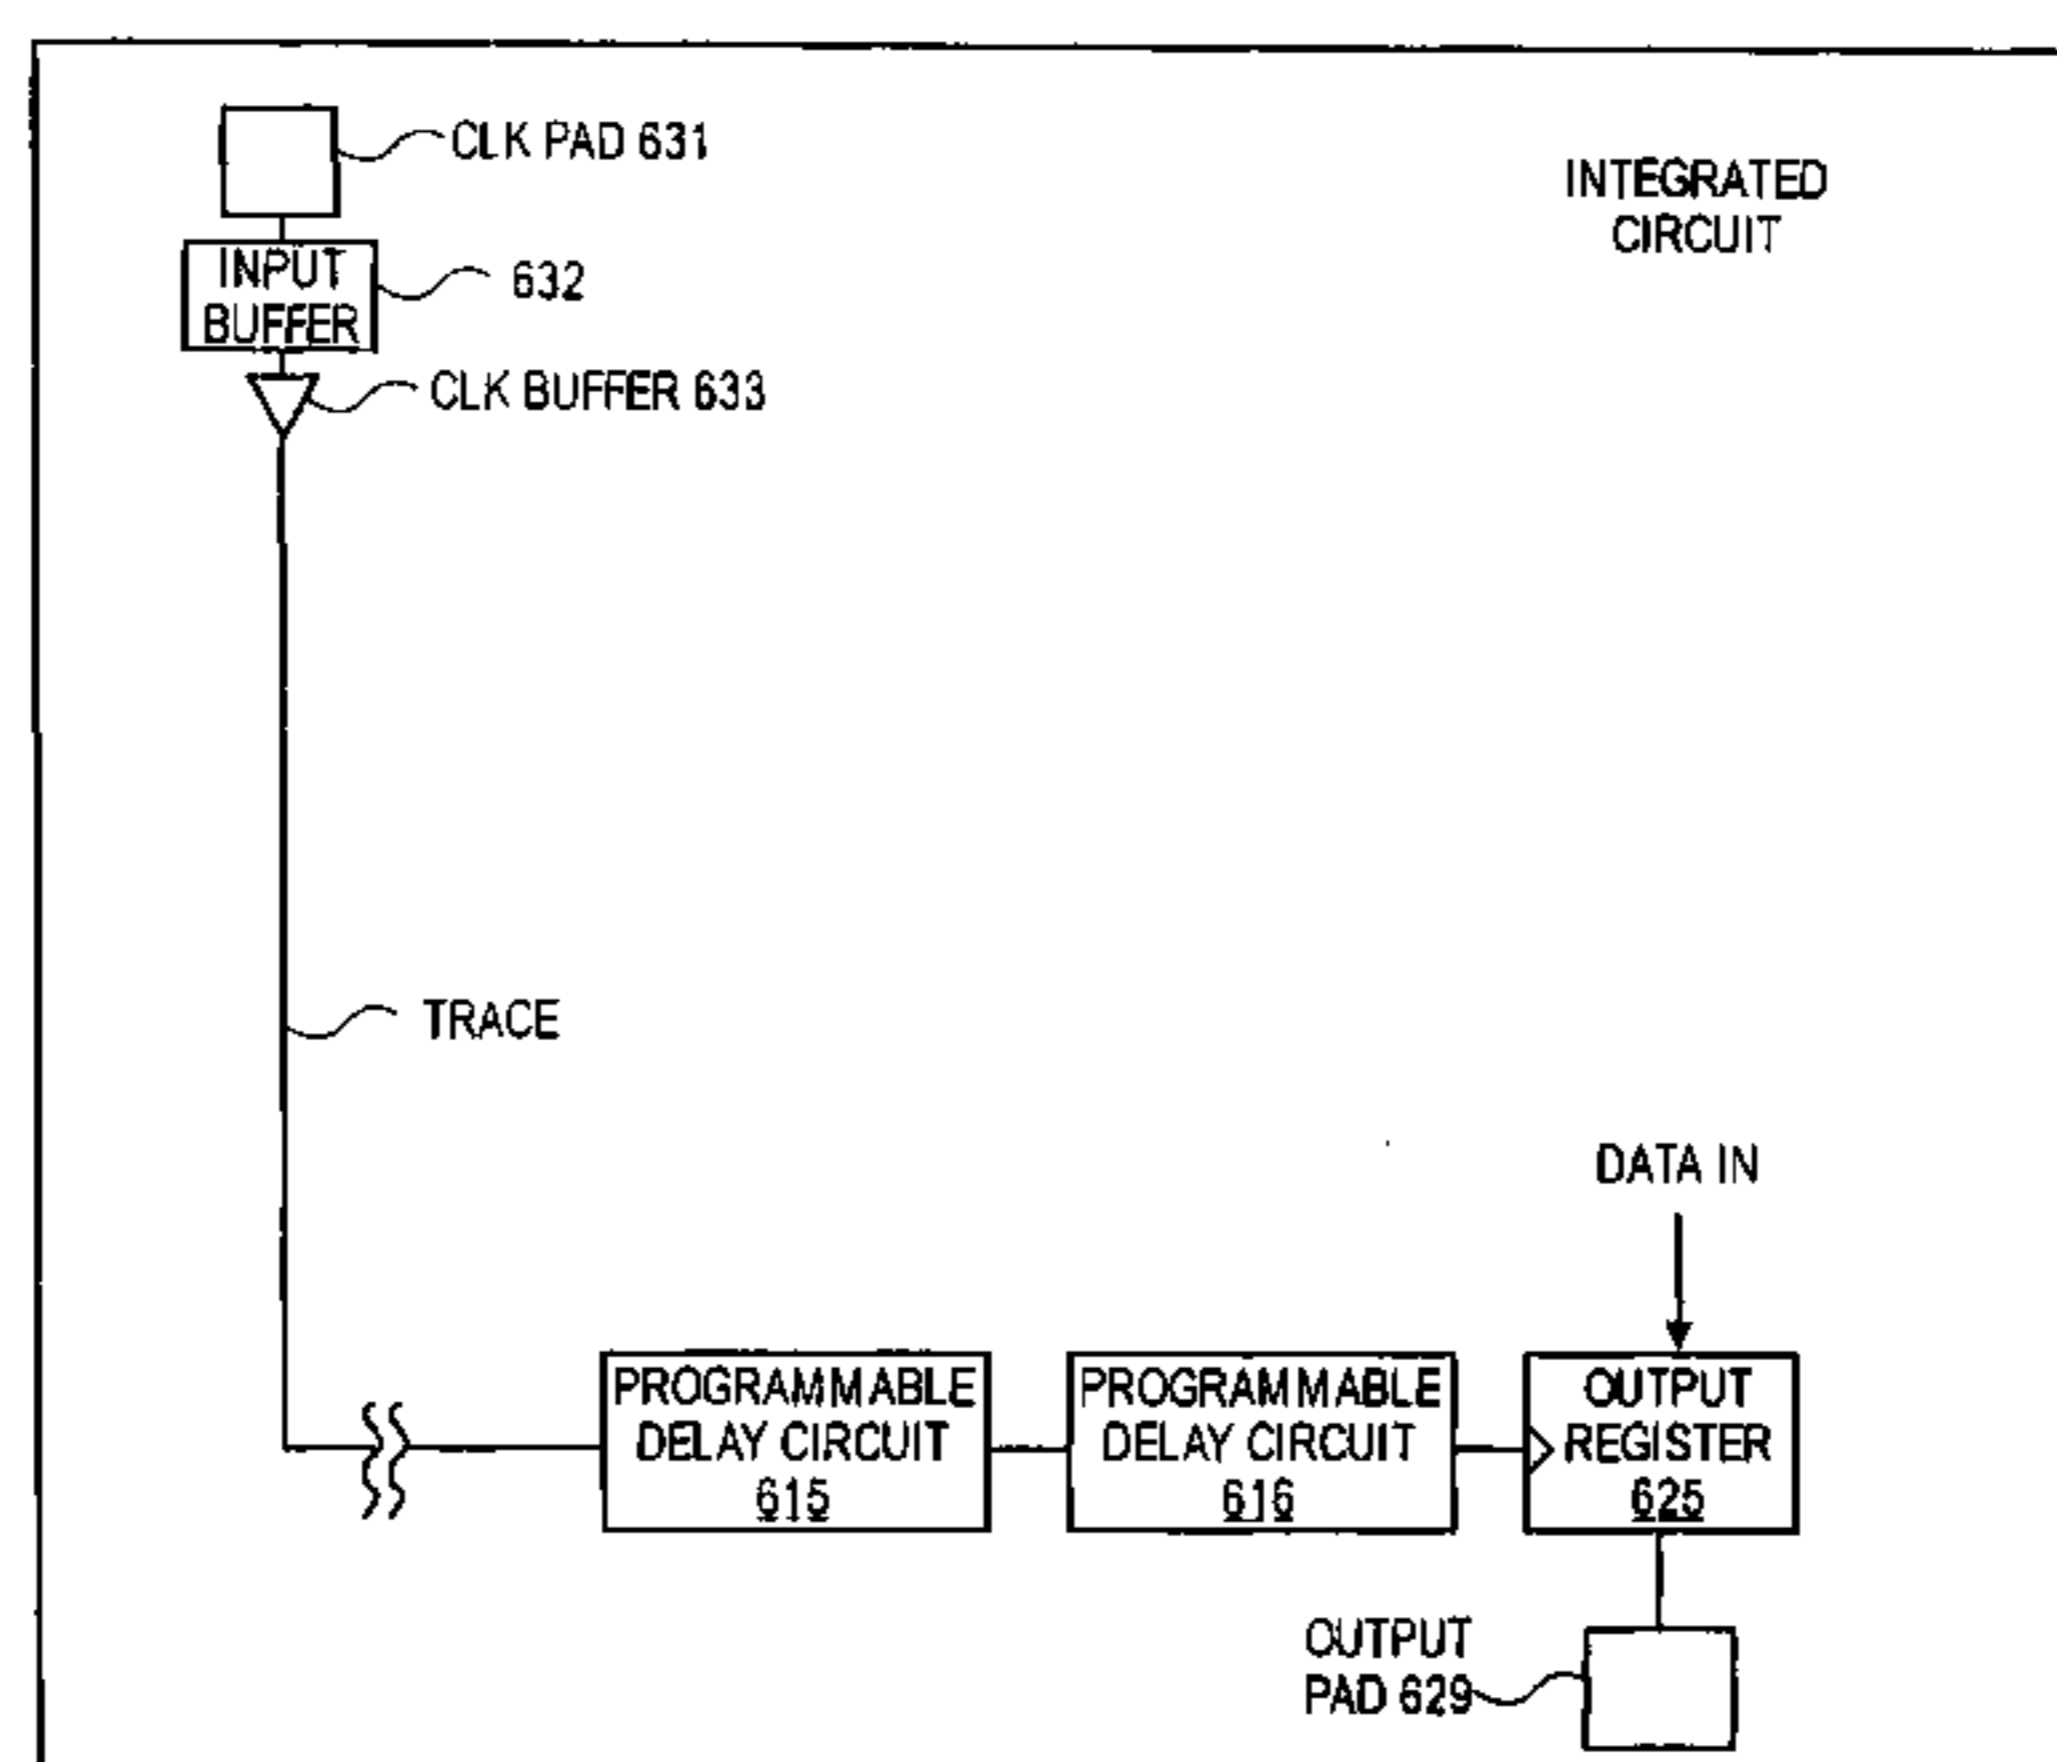 CLK PAD 631
INTEGRATED
CIRCUIT
INPUT
BUFFER
632
CLK BUFFER 633
TRACE
DATA IN
PROGRAMMABLE
DELAY CIRCUIT
615
PROGRAMMABLE
DELAY CIRCUIT
616
OUTPUT
REGISTER
625
OUTPUT
PAD 629